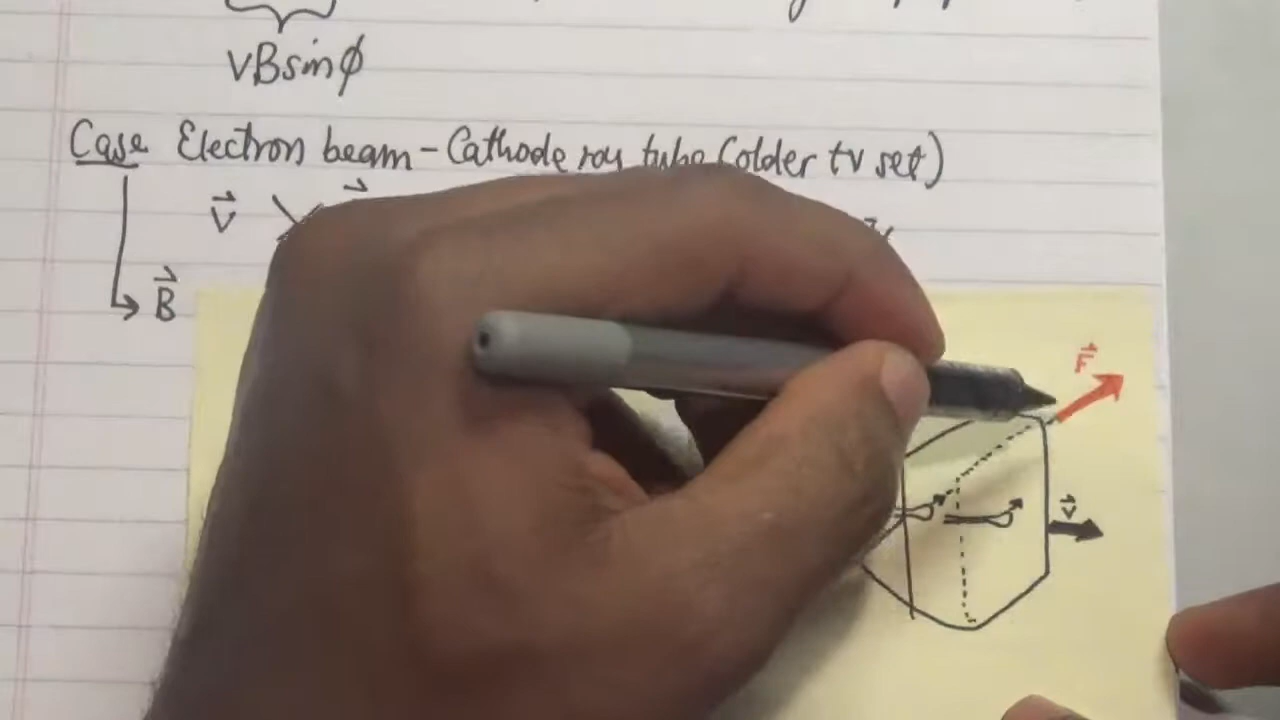 vBsinϕ
Case Electron beam - Cathode ray tube (older tv set)
v⃗
B⃗
F⃗
v⃗